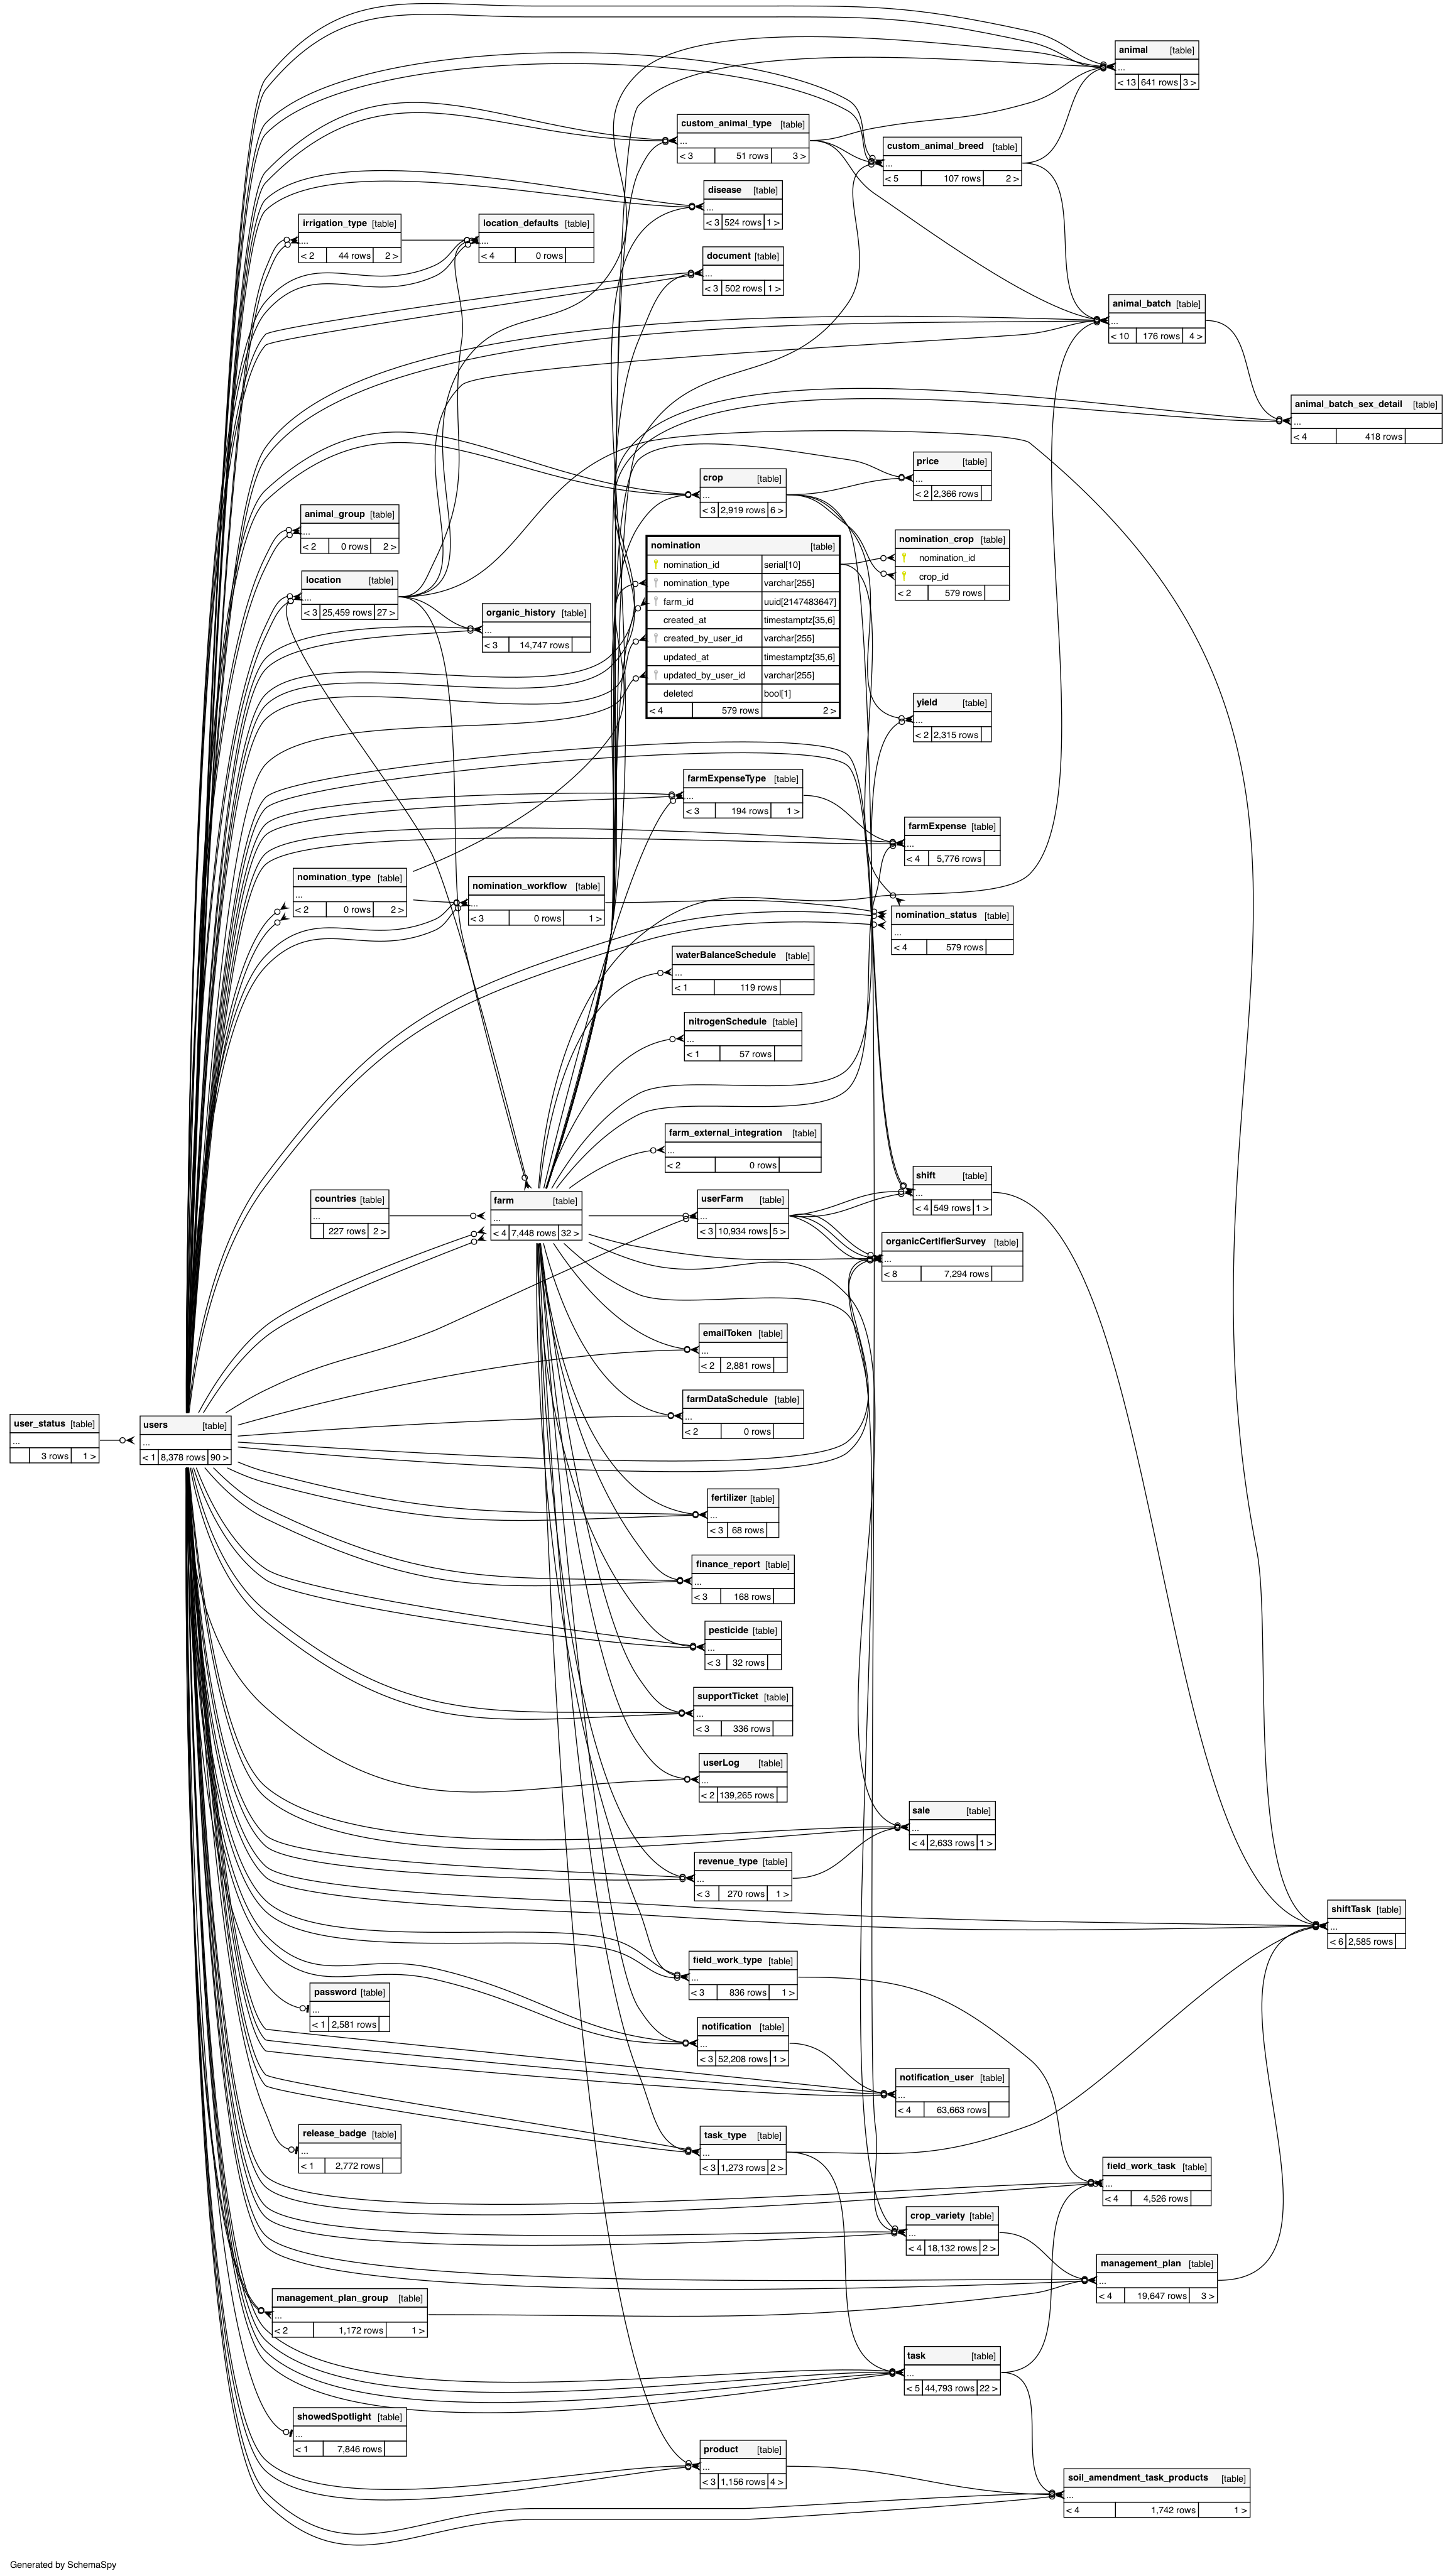 animal [table]
...
< 13 641 rows 3 >
custom_animal_type [table]
...
< 3 51 rows 3 >
custom_animal_breed [table]
...
< 5 107 rows 2 >
disease [table]
...
< 3 524 rows 1 >
irrigation_type [table]
...
< 2 44 rows 2 >
location_defaults [table]
...
< 4 0 rows
document [table]
...
< 3 502 rows 1 >
animal_batch [table]
...
< 10 176 rows 4 >
animal_batch_sex_detail [table]
...
< 4 418 rows
price [table]
...
< 2 2,366 rows
crop [table]
...
< 3 2,919 rows 6 >
animal_group [table]
...
< 2 0 rows 2 >
nomination_crop [table]
nomination_id
crop_id
< 2 579 rows
nomination [table]
nomination_id serial[10]
nomination_type varchar[255]
farm_id uuid[2147483647]
created_at timestamptz[35,6]
created_by_user_id varchar[255]
updated_at timestamptz[35,6]
updated_by_user_id varchar[255]
deleted bool[1]
< 4 579 rows 2 >
location [table]
...
< 3 25,459 rows 27 >
organic_history [table]
...
< 3 14,747 rows
yield [table]
...
< 2 2,315 rows
farmExpenseType [table]
...
< 3 194 rows 1 >
farmExpense [table]
...
< 4 5,776 rows
nomination_type [table]
...
< 2 0 rows 2 >
nomination_workflow [table]
...
< 3 0 rows 1 >
nomination_status [table]
...
< 4 579 rows
waterBalanceSchedule [table]
...
< 1 119 rows
nitrogenSchedule [table]
...
< 1 57 rows
farm_external_integration [table]
...
< 2 0 rows
shift [table]
...
< 4 549 rows 1 >
countries [table]
...
227 rows 2 >
farm [table]
...
< 4 7,448 rows 32 >
userFarm [table]
...
< 3 10,934 rows 5 >
organicCertifierSurvey [table]
...
< 8 7,294 rows
emailToken [table]
...
< 2 2,881 rows
farmDataSchedule [table]
...
< 2 0 rows
user_status [table]
...
3 rows 1 >
users [table]
...
< 1 8,378 rows 90 >
fertilizer [table]
...
< 3 68 rows
finance_report [table]
...
< 3 168 rows
pesticide [table]
...
< 3 32 rows
supportTicket [table]
...
< 3 336 rows
userLog [table]
...
< 2 139,265 rows
sale [table]
...
< 4 2,633 rows 1 >
revenue_type [table]
...
< 3 270 rows 1 >
shiftTask [table]
...
< 6 2,585 rows
field_work_type [table]
...
< 3 836 rows 1 >
password [table]
...
< 1 2,581 rows
notification [table]
...
< 3 52,208 rows 1 >
notification_user [table]
...
< 4 63,663 rows
release_badge [table]
...
< 1 2,772 rows
task_type [table]
...
< 3 1,273 rows 2 >
field_work_task [table]
...
< 4 4,526 rows
crop_variety [table]
...
< 4 18,132 rows 2 >
management_plan [table]
...
< 4 19,647 rows 3 >
management_plan_group [table]
...
< 2 1,172 rows 1 >
task [table]
...
< 5 44,793 rows 22 >
showedSpotlight [table]
...
< 1 7,846 rows
product [table]
...
< 3 1,156 rows 4 >
soil_amendment_task_products [table]
...
< 4 1,742 rows 1 >
Generated by SchemaSpy